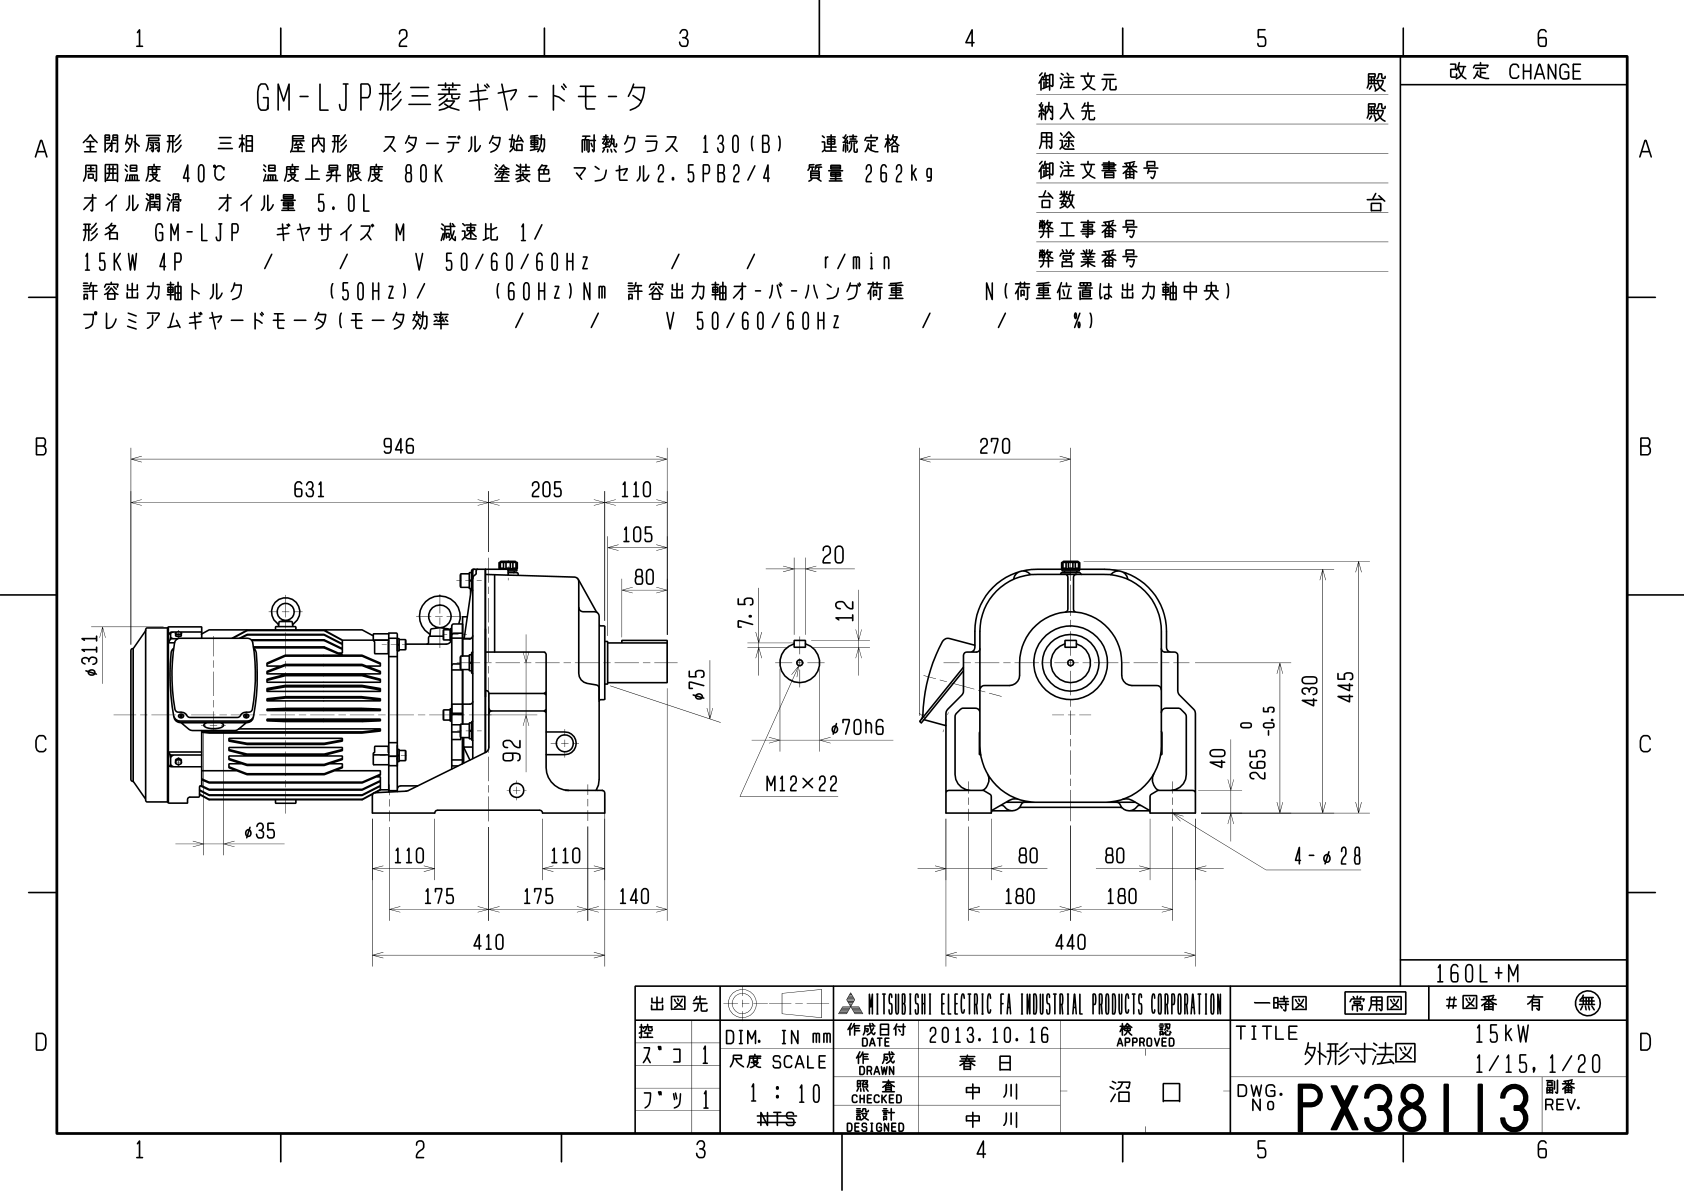 1 2 3 4 5 6
改定 CHANGE
GM-LJP形三菱ギヤードモータ
全閉外扇形 三相 屋内形 スターデルタ始動 耐熱クラス 130(B) 連続定格
周囲温度 40℃ 温度上昇限度 80K 塗装色 マンセル2.5PB2/4 質量 262kg
オイル潤滑 オイル量 5.0L
形名 GM-LJP ギヤサイズ M 減速比 1/
15KW 4P / / V 50/60/60Hz / / r/min
許容出力軸トルク (50Hz)/ (60Hz)Nm 許容出力軸オーバーハング荷重 N(荷重位置は出力軸中央)
プレミアムギヤードモータ(モータ効率 / / V 50/60/60Hz / / %)
御注文元 殿
納入先 殿
用途
御注文書番号
台数 台
弊工事番号
弊営業番号
A A
B B
C C
D D
946
631 205 110
105
80
φ311
φ75
92
φ35
110 110
175 175 140
410
20
7.5
12
φ70h6
M12×22
270
40
265 0 -0.5
430
445
80 80
4-φ28
180 180
440
160L+M
出図先
控
ズコ 1
ブツ 1
DIM. IN mm
尺度 SCALE
1 : 10
NTS
MITSUBISHI ELECTRIC FA INDUSTRIAL PRODUCTS CORPORATION
作成日付 DATE 2013.10.16
作成 DRAWN 春日
照査 CHECKED 中川
設計 DESIGNED 中川
検認 APPROVED
沼口
一時図 常用図 #図番 有 無
TITLE 外形寸法図
15kW
1/15,1/20
DWG. No PX38113
副番 REV.
1 2 3 4 5 6